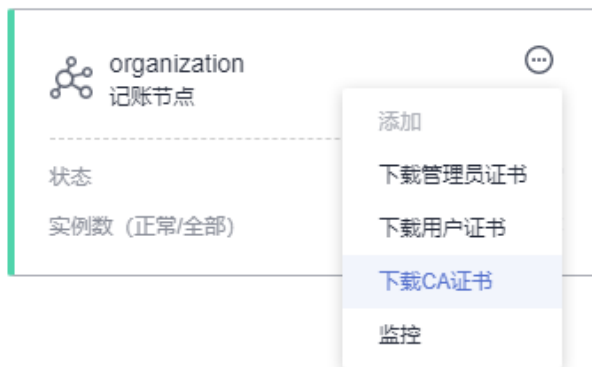 organization
记账节点
添加
下载管理员证书
状态
下载用户证书
实例数 (正常/全部)
下载CA证书
监控